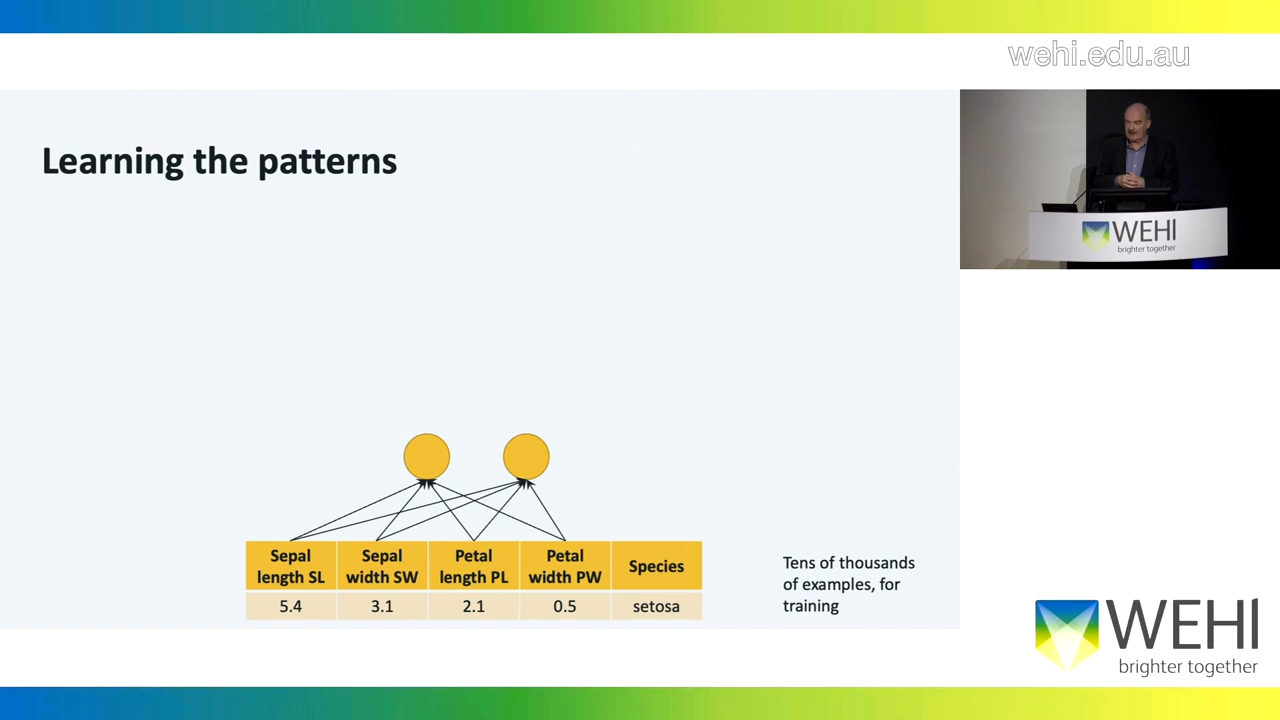 wehi.edu.au
Learning the patterns
WEHI
brighter together
Sepal length SL
Sepal width SW
Petal length PL
Petal width PW
Species
5.4
3.1
2.1
0.5
setosa
Tens of thousands
of examples, for
training
WEHI
brighter together